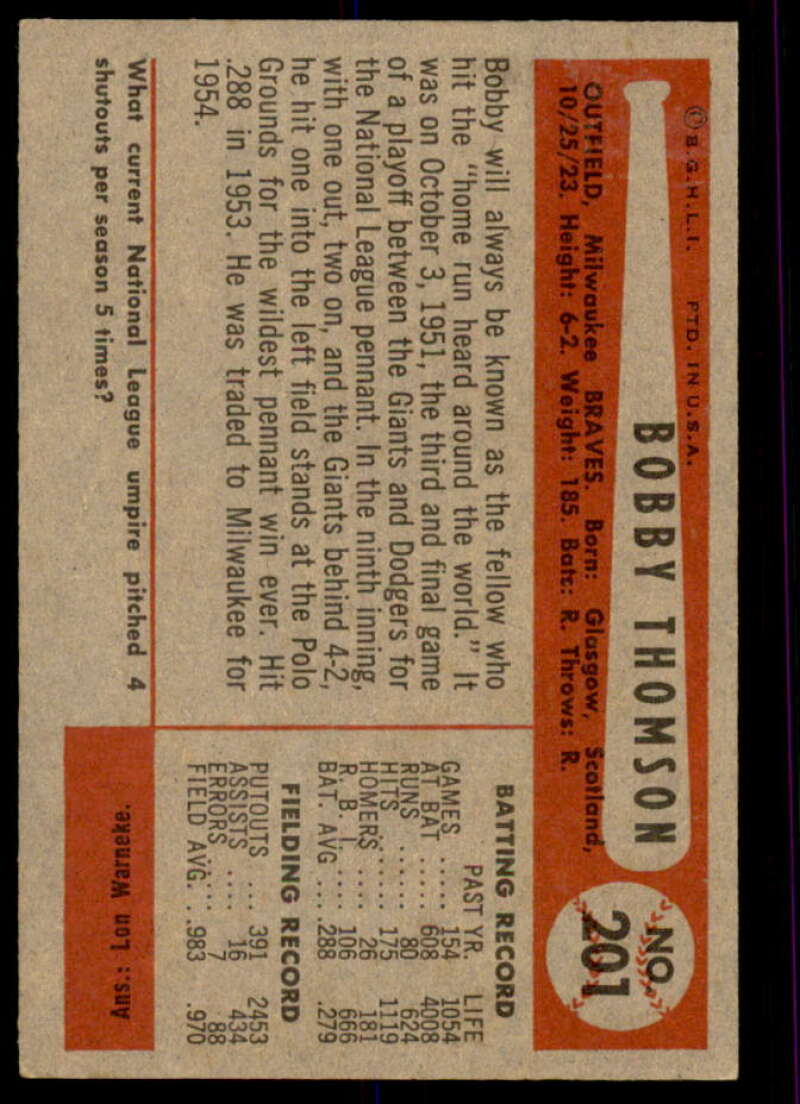 ©B.G.H.L.I. PTD. IN U.S.A.
BOBBY THOMSON
NO. 201
OUTFIELD, Milwaukee BRAVES. Born: Glasgow, Scotland,
10/25/23. Height: 6-2. Weight: 185. Bats: R. Throws: R.
Bobby will always be known as the fellow who
hit the "home run heard around the world." It
was on October 3, 1951, the third and final game
of a playoff between the Giants and Dodgers for
the National League pennant. In the ninth inning,
with one out, two on, and the Giants behind 4-2,
he hit one into the left field stands at the Polo
Grounds for the wildest pennant win ever. Hit
.288 in 1953. He was traded to Milwaukee for
1954.
BATTING RECORD
PAST YR. LIFE
GAMES ..... 154 1054
AT BAT ..... 608 4008
RUNS ...... 80 624
HITS ...... 175 1119
HOMERS .... 26 181
R. B. I. .... 106 666
BAT. AVG .... .288 .279
FIELDING RECORD
PUTOUTS .... 391 2453
ASSISTS .... 16 434
ERRORS .... 7 88
FIELD AVG. . .983 .970
What current National League umpire pitched 4
shutouts per season 5 times?
Ans.: Lon Warneke.